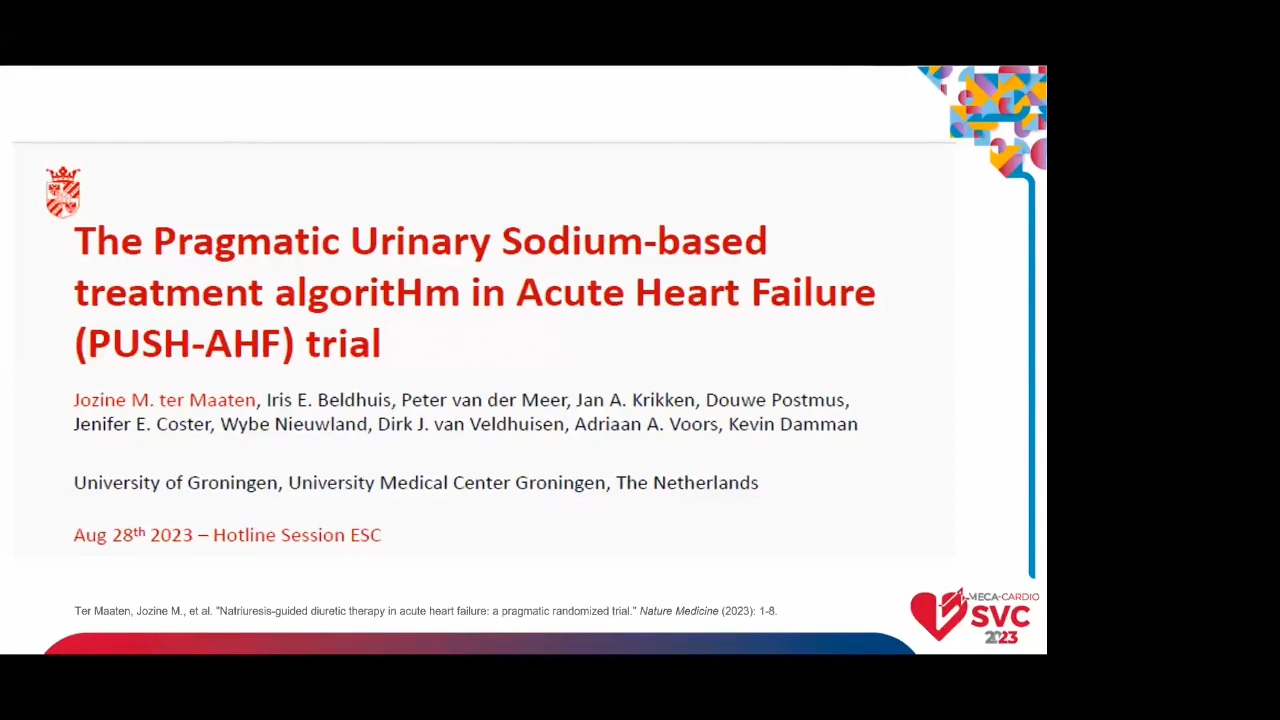 The Pragmatic Urinary Sodium-based
treatment algoritHm in Acute Heart Failure
(PUSH-AHF) trial
Jozine M. ter Maaten, Iris E. Beldhuis, Peter van der Meer, Jan A. Krikken, Douwe Postmus,
Jenifer E. Coster, Wybe Nieuwland, Dirk J. van Veldhuisen, Adriaan A. Voors, Kevin Damman
University of Groningen, University Medical Center Groningen, The Netherlands
Aug 28th 2023 – Hotline Session ESC
Ter Maaten, Jozine M., et al. "Natriuresis-guided diuretic therapy in acute heart failure: a pragmatic randomized trial." Nature Medicine (2023): 1-8.
MECA-CARDIO
SVC
2023